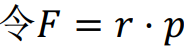 令𝐹 = 𝑟 ⋅ 𝑝